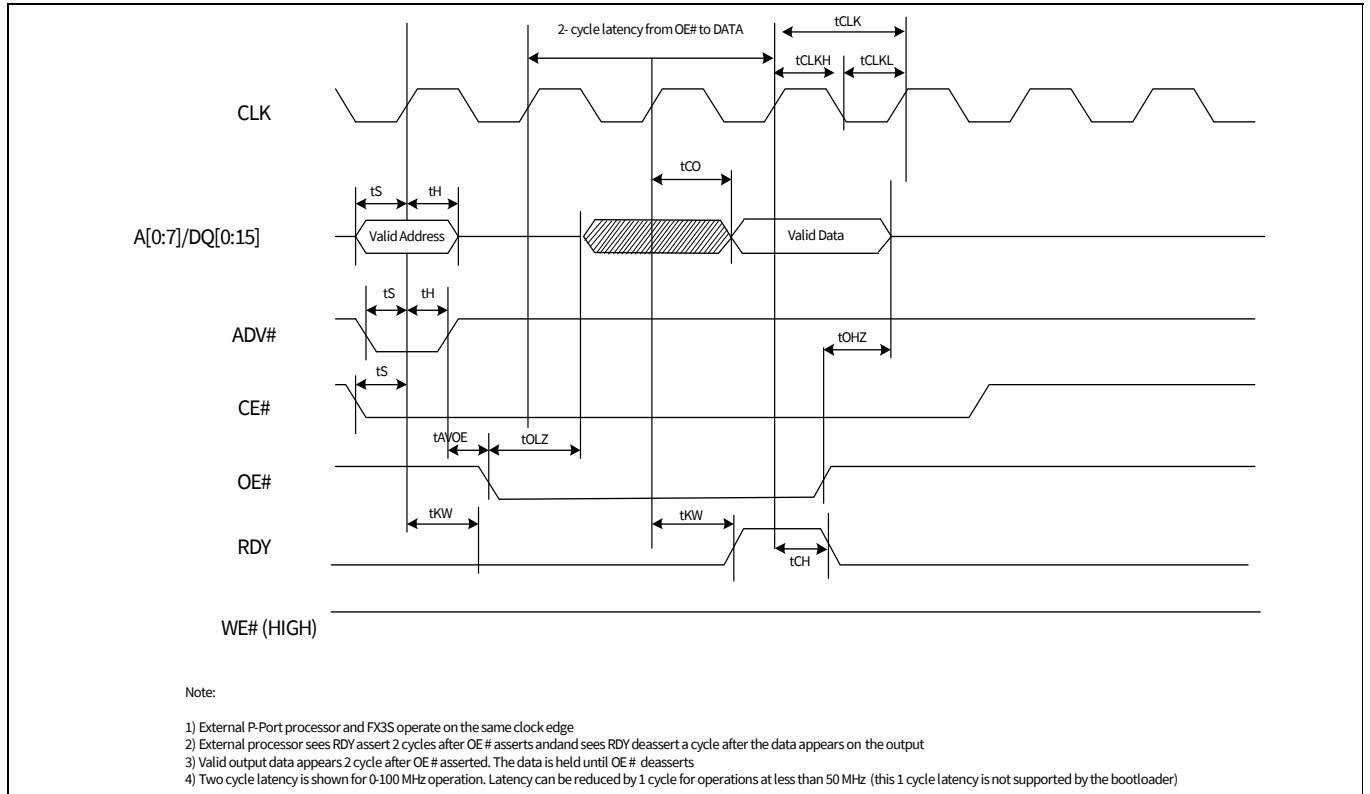 2- cycle latency from OE# to DATA
tCLK
tCLKH
tCLKL
CLK
tCO
tS
tH
A[0:7]/DQ[0:15]
Valid Address
Valid Data
tS
tH
ADV#
tOHZ
tS
CE#
tAVOE
tOLZ
OE#
tKW
tKW
RDY
tCH
WE# (HIGH)
Note:
1) External P-Port processor and FX3S operate on the same clock edge
2) External processor sees RDY assert 2 cycles after OE # asserts andand sees RDY deassert a cycle after the data appears on the output
3) Valid output data appears 2 cycle after OE # asserted. The data is held until OE # deasserts
4) Two cycle latency is shown for 0-100 MHz operation. Latency can be reduced by 1 cycle for operations at less than 50 MHz (this 1 cycle latency is not supported by the bootloader)